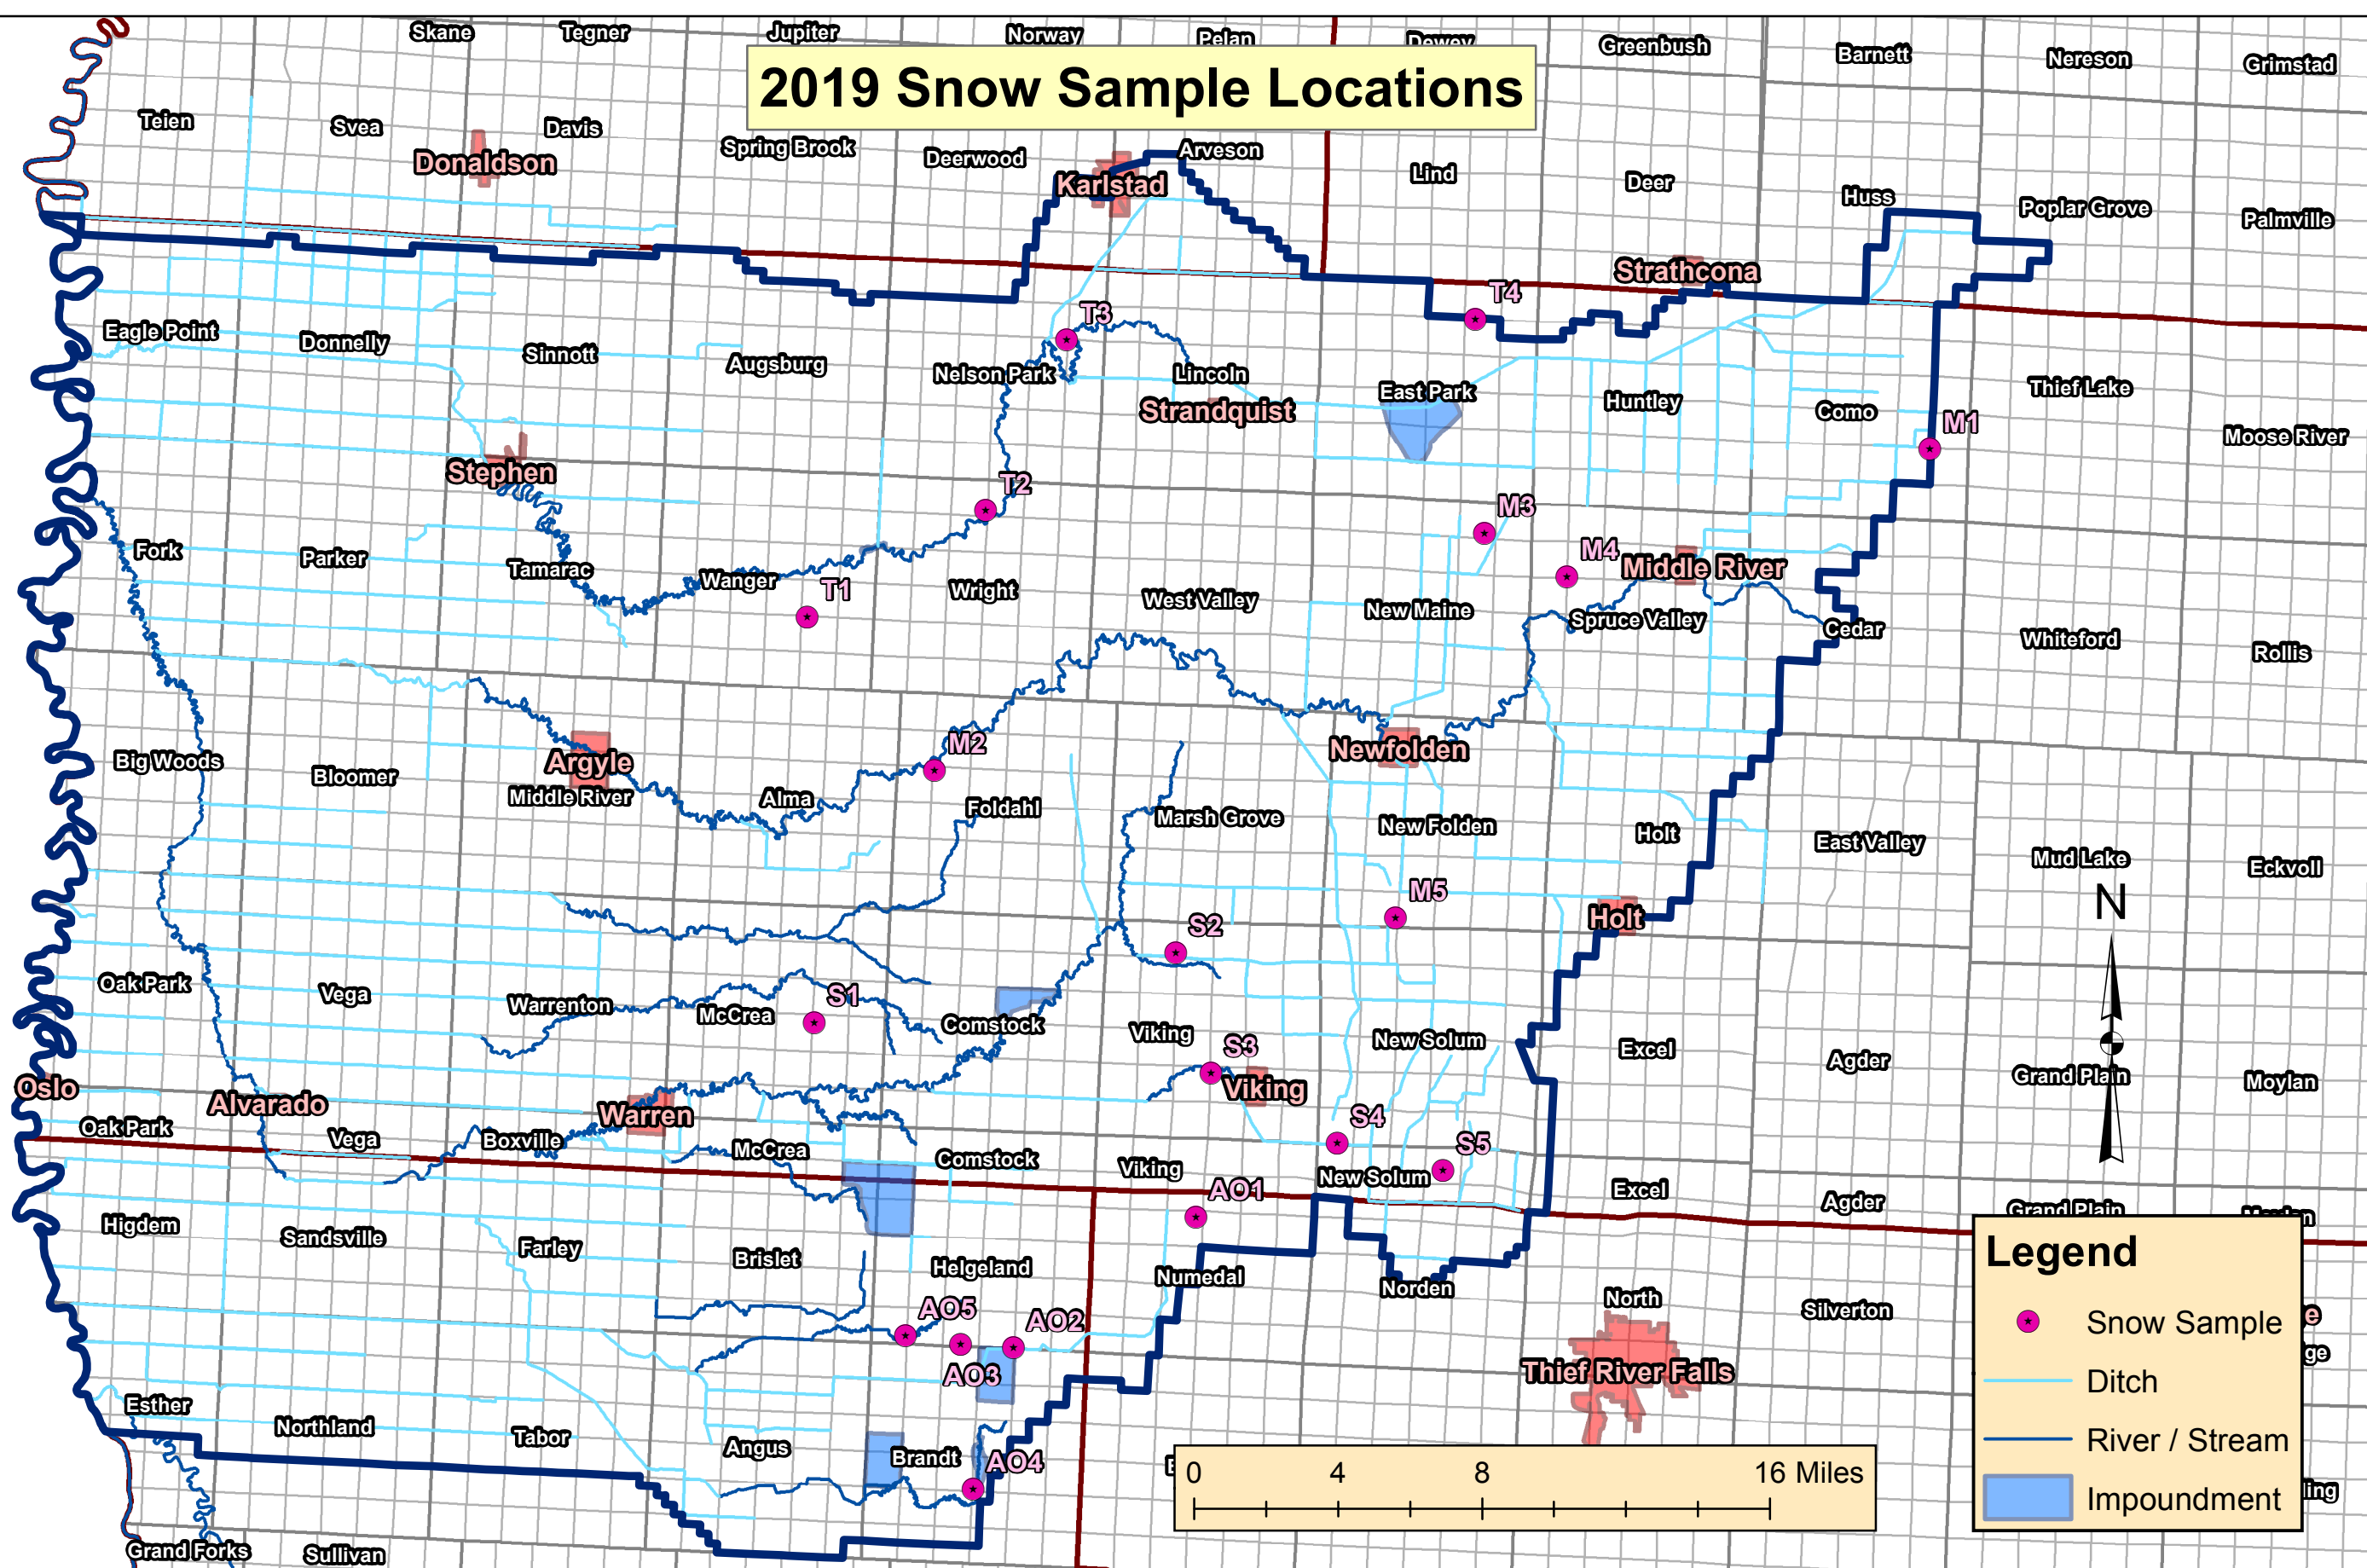 Skane
Tegner
Jupiter
Norway
Pelan
Dewey
Greenbush
Barnett
Nereson
Grimstad
2019 Snow Sample Locations
Teien
Svea
Davis
Spring Brook
Deerwood
Arveson
Lind
Deer
Huss
Poplar Grove
Palmville
Donaldson
Karlstad
Strathcona
T4
T3
Eagle Point
Donnelly
Sinnott
Augsburg
Nelson Park
Lincoln
East Park
Huntley
Como
Thief Lake
Strandquist
M1
Moose River
Stephen
T2
M3
Fork
Parker
Tamarac
Wanger
T1
Wright
West Valley
New Maine
M4
Middle River
Spruce Valley
Cedar
Whiteford
Rollis
Big Woods
Bloomer
Argyle
Middle River
Alma
M2
Foldahl
Marsh Grove
Newfolden
New Folden
Holt
East Valley
Mud Lake
Eckvoll
M5
Holt
N
S2
Oak Park
Vega
Warrenton
McCrea
S1
Comstock
Viking
New Solum
Excel
Agder
Grand Plain
Moylan
S3
Viking
Oslo
Alvarado
Warren
S4
S5
Oak Park
Vega
Boxville
McCrea
Comstock
Viking
New Solum
Excel
Agder
Grand Plain
AO1
Higdem
Sandsville
Farley
Brislet
Helgeland
Numedal
Norden
North
Silverton
AO5
AO2
AO3
Thief River Falls
Esther
Northland
Tabor
Angus
Brandt
AO4
Grand Forks
Sullivan
0 4 8 16 Miles
Legend
Snow Sample
Ditch
River / Stream
Impoundment